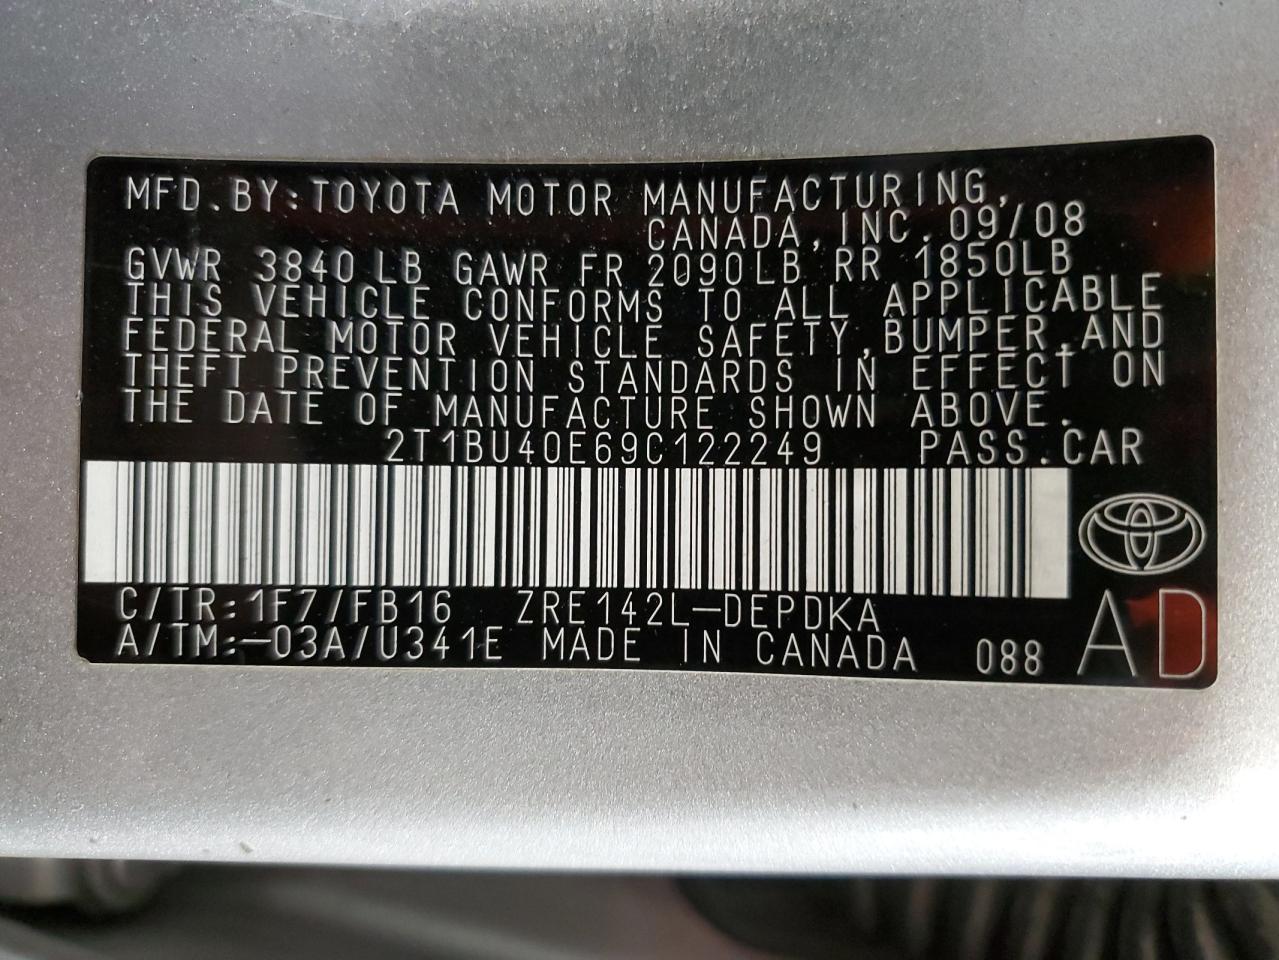 MFD.BY:TOYOTA MOTOR MANUFACTURING,
CANADA, INC. 09/08
GVWR 3840LB GAWR FR 2090LB RR 1850LB
THIS VEHICLE CONFORMS TO ALL APPLICABLE
FEDERAL MOTOR VEHICLE SAFETY,BUMPER,AND
THEFT PREVENTION STANDARDS IN EFFECT ON
THE DATE OF MANUFACTURE SHOWN ABOVE.
2T1BU40E69C122249 PASS.CAR
C/TR:1F7/FB16 ZRE142L-DEPDKA
A/TM:-03A/U341E MADE IN CANADA 088 AD